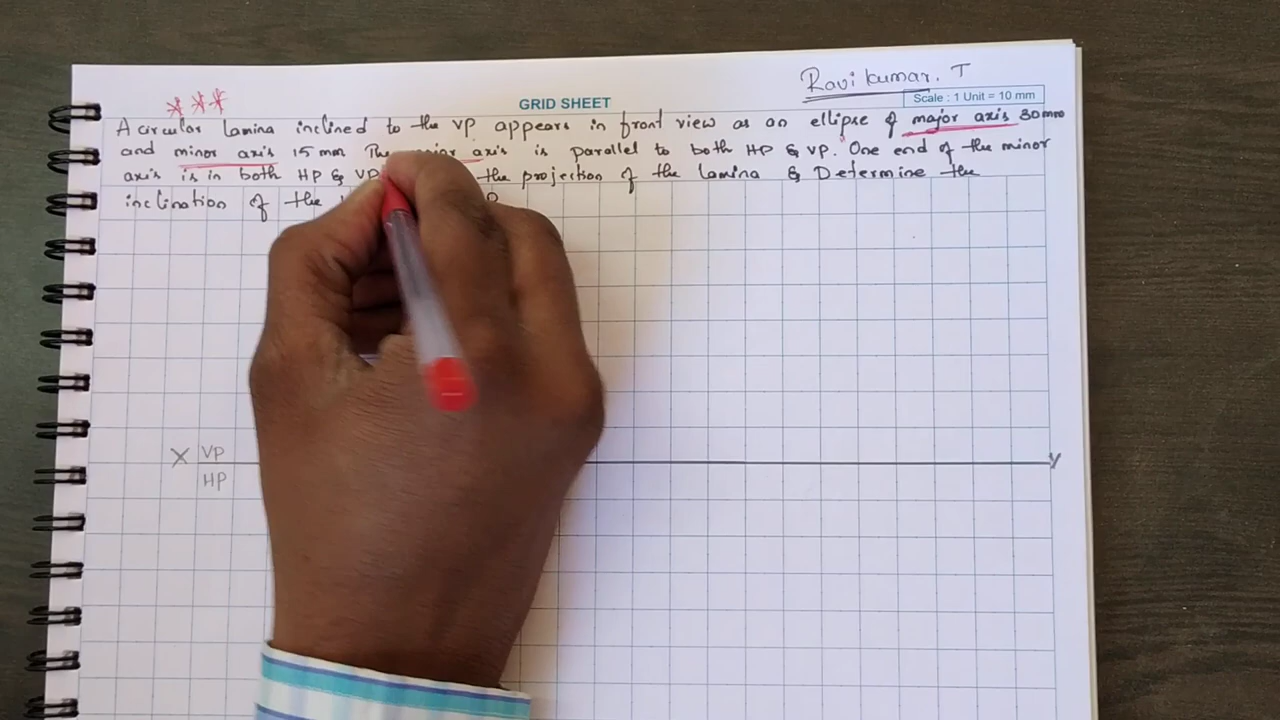 Ravi kumar. T
GRID SHEET
Scale : 1 Unit = 10 mm
A circular lamina inclined to the VP appears in front view as an ellipse of major axis 30mm
and minor axis 15 mm The axis is parallel to both HP & VP. One end of the minor
axis is in both HP & VP the projection of the lamina & Determine the
inclination of the
X VP
HP
Y